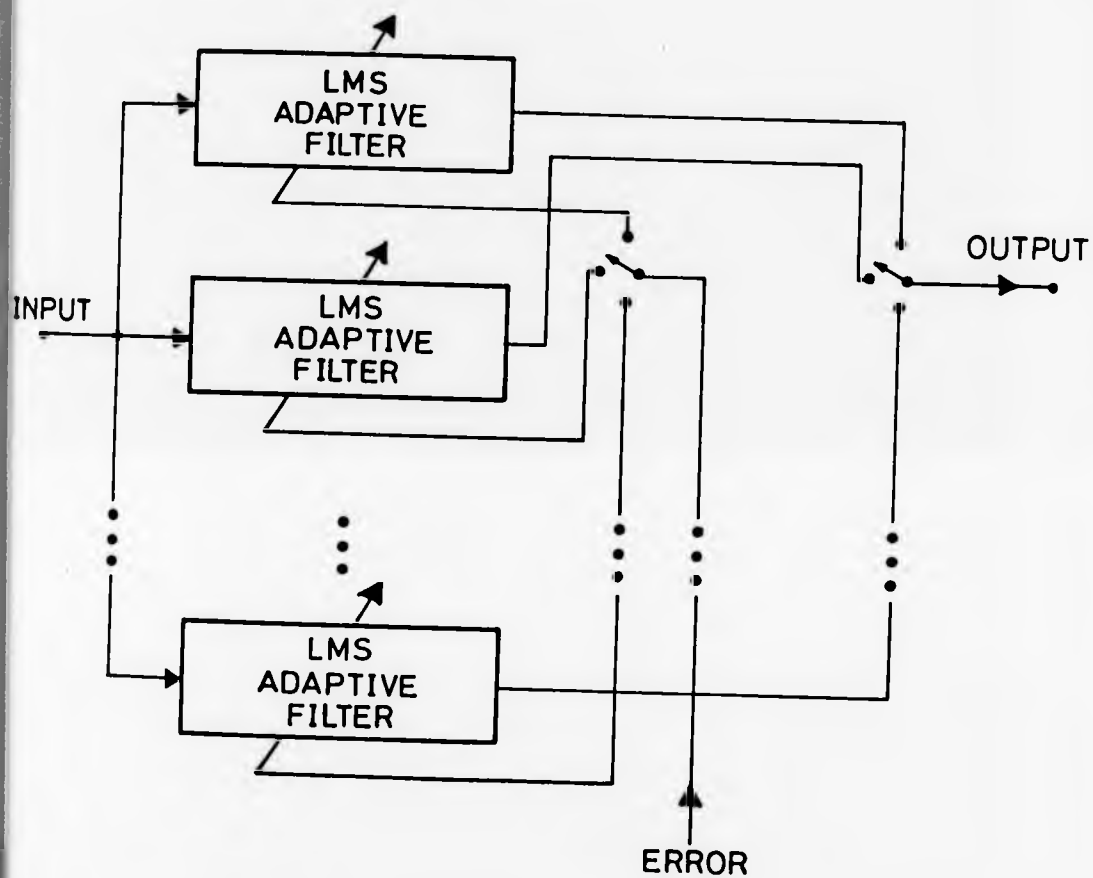 LMS
ADAPTIVE
FILTER
OUTPUT
INPUT
LMS
ADAPTIVE
FILTER
LMS
ADAPTIVE
FILTER
ERROR